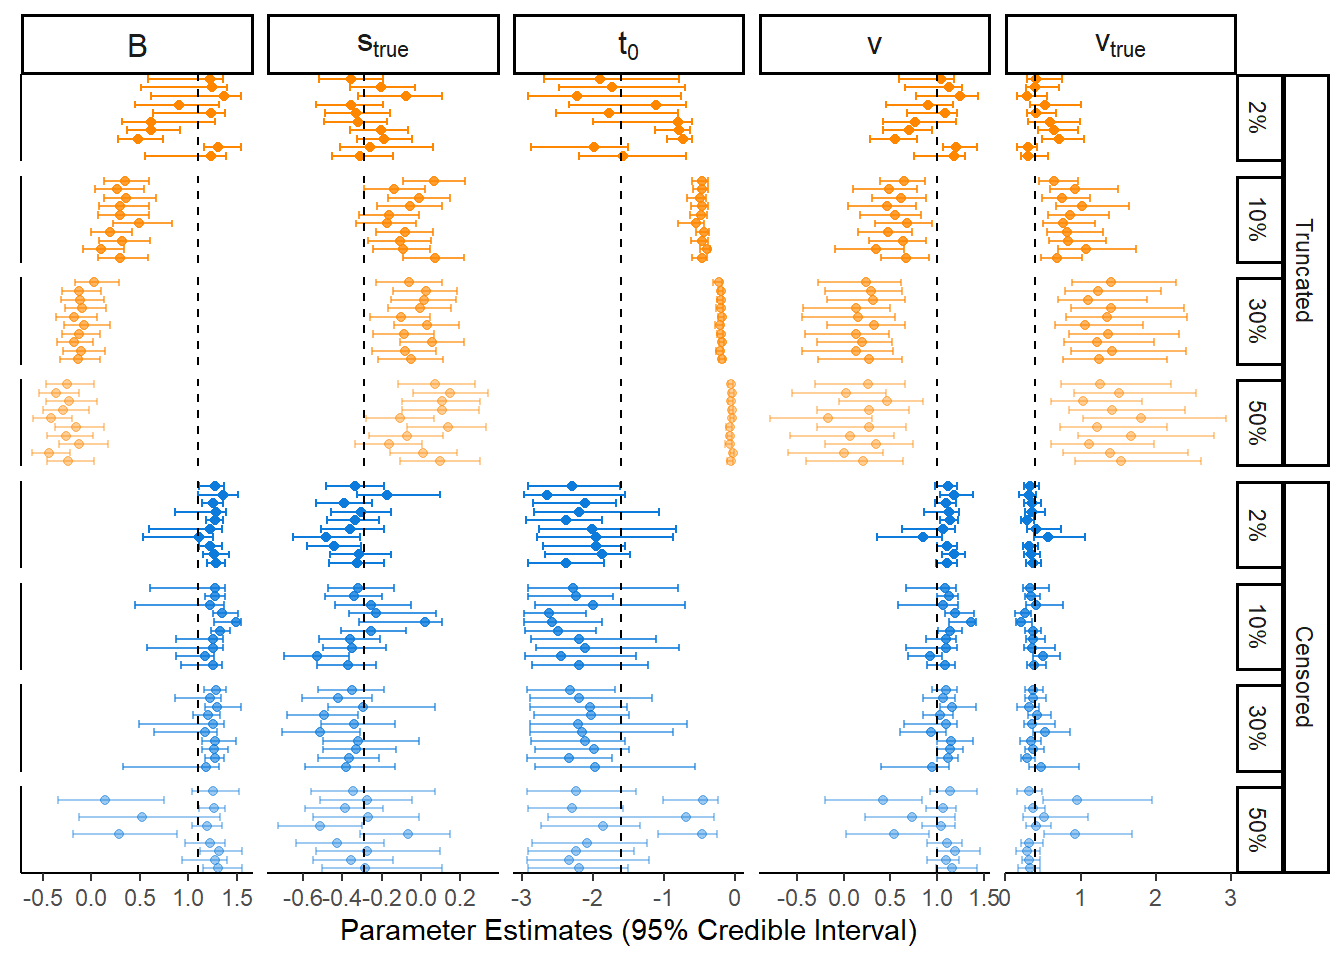 B s_true t_0 v v_true
2%
10%
30%
50%
Truncated
2%
10%
30%
50%
Censored
-0.5 0.0 0.5 1.0 1.5 -0.6 -0.4 -0.2 0.0 0.2 -3 -2 -1 0 -0.5 0.0 0.5 1.0 1.5 0 1 2 3
Parameter Estimates (95% Credible Interval)